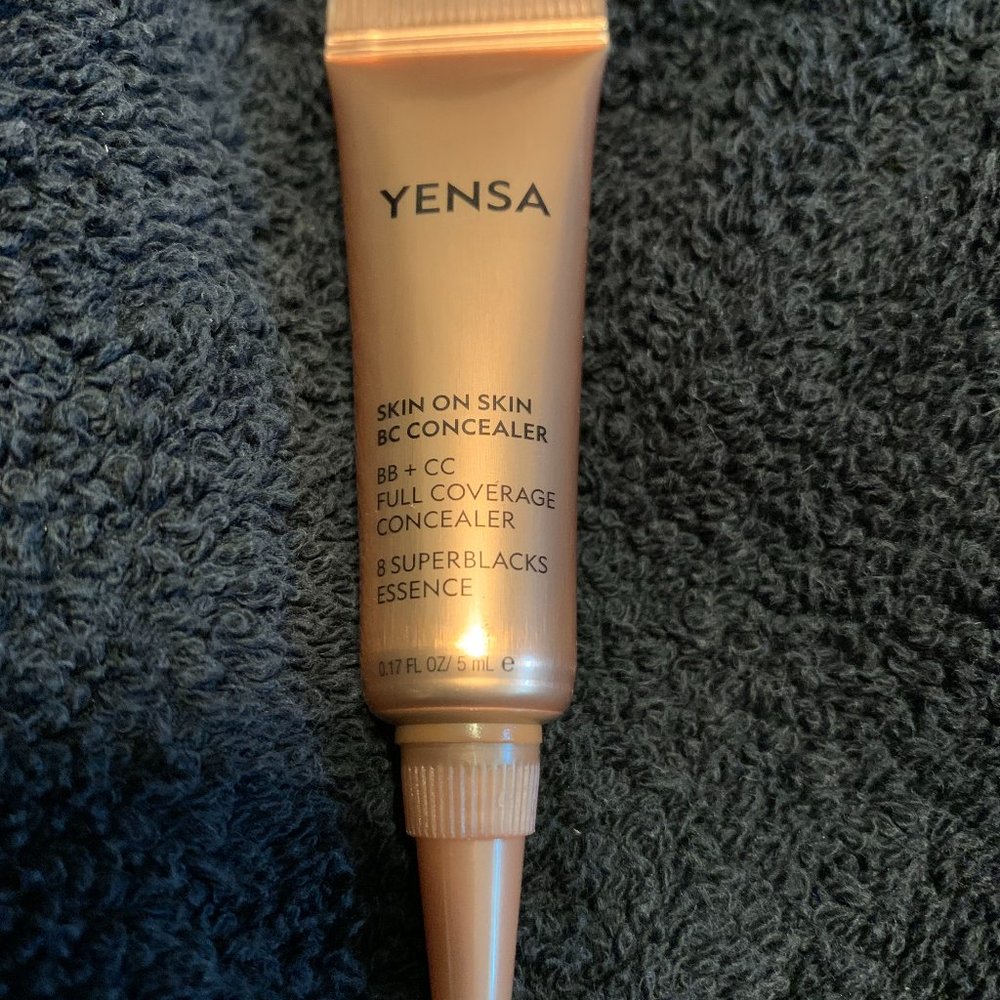 YENSA
SKIN ON SKIN
BC CONCEALER
BB + CC
FULL COVERAGE
CONCEALER
8 SUPERBLACKS
ESSENCE
0.17 FL OZ/ 5 mL ℮